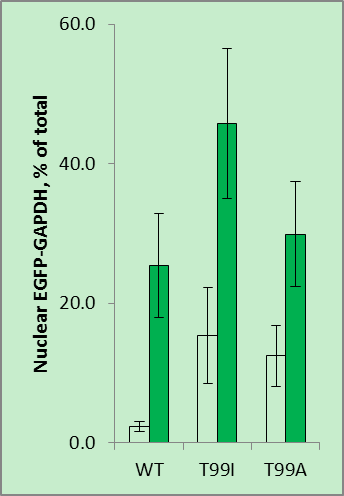 60.0
40.0
20.0
0.0
Nuclear EGFP-GAPDH, % of total
WT T99I T99A